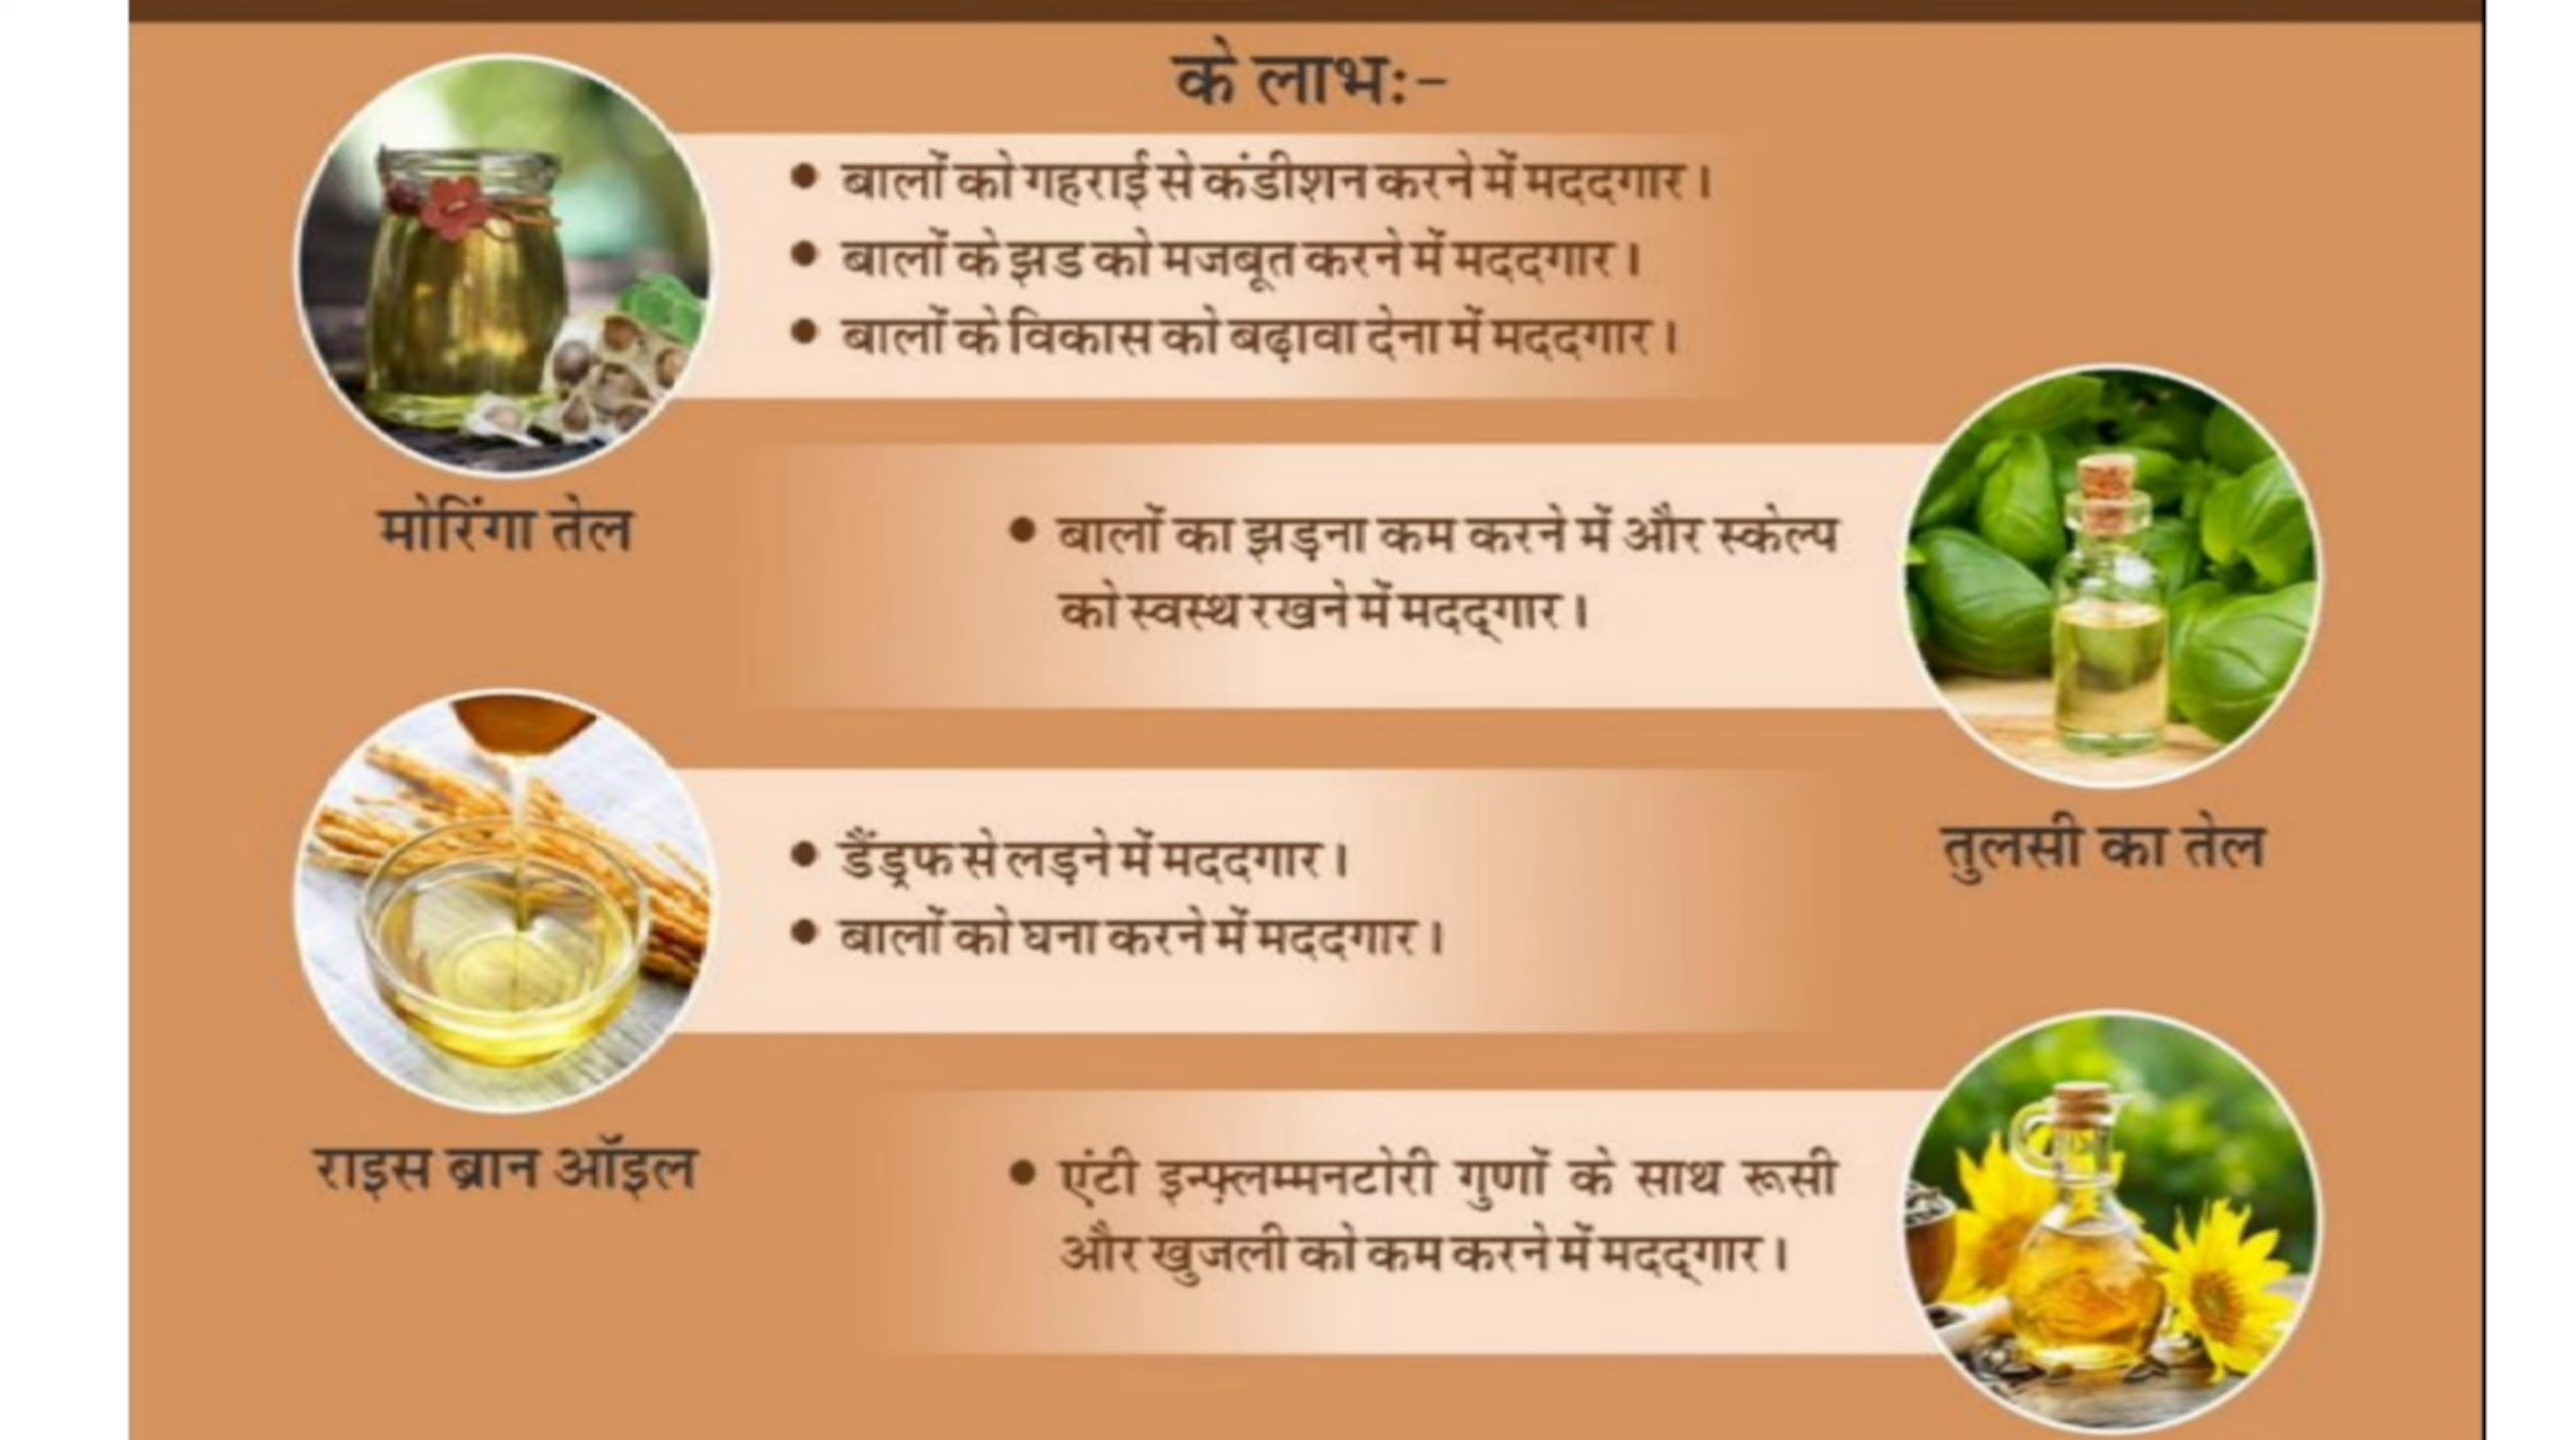 के लाभ:-
• बालों को गहराई से कंडीशन करने में मददगार।
• बालों के झड को मजबूत करने में मददगार।
• बालों के विकास को बढ़ावा देना में मददगार।
मोरिंगा तेल
• बालों का झड़ना कम करने में और स्केल्प
को स्वस्थ रखने में मदद्गार।
तुलसी का तेल
• डैंड्रफ से लड़ने में मददगार।
• बालों को घना करने में मददगार।
राइस ब्रान ऑइल
• एंटी इन्फ़्लम्मनटोरी गुणों के साथ रूसी
और खुजली को कम करने में मदद्गार।